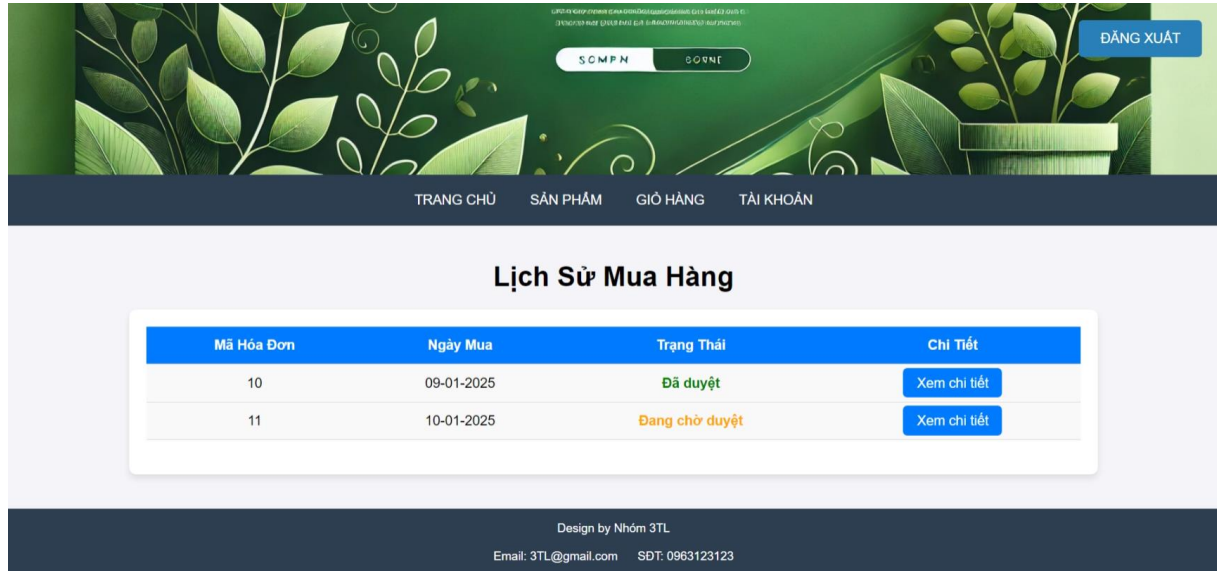 SCMPN
ĐĂNG XUẤT
TRANG CHỦ SẢN PHẨM GIỎ HÀNG TÀI KHOẢN
Lịch Sử Mua Hàng
Mã Hóa Đơn Ngày Mua Trạng Thái Chi Tiết
10 09-01-2025 Đã duyệt Xem chi tiết
11 10-01-2025 Đang chờ duyệt Xem chi tiết
Design by Nhóm 3TL
Email: 3TL@gmail.com SĐT: 0963123123